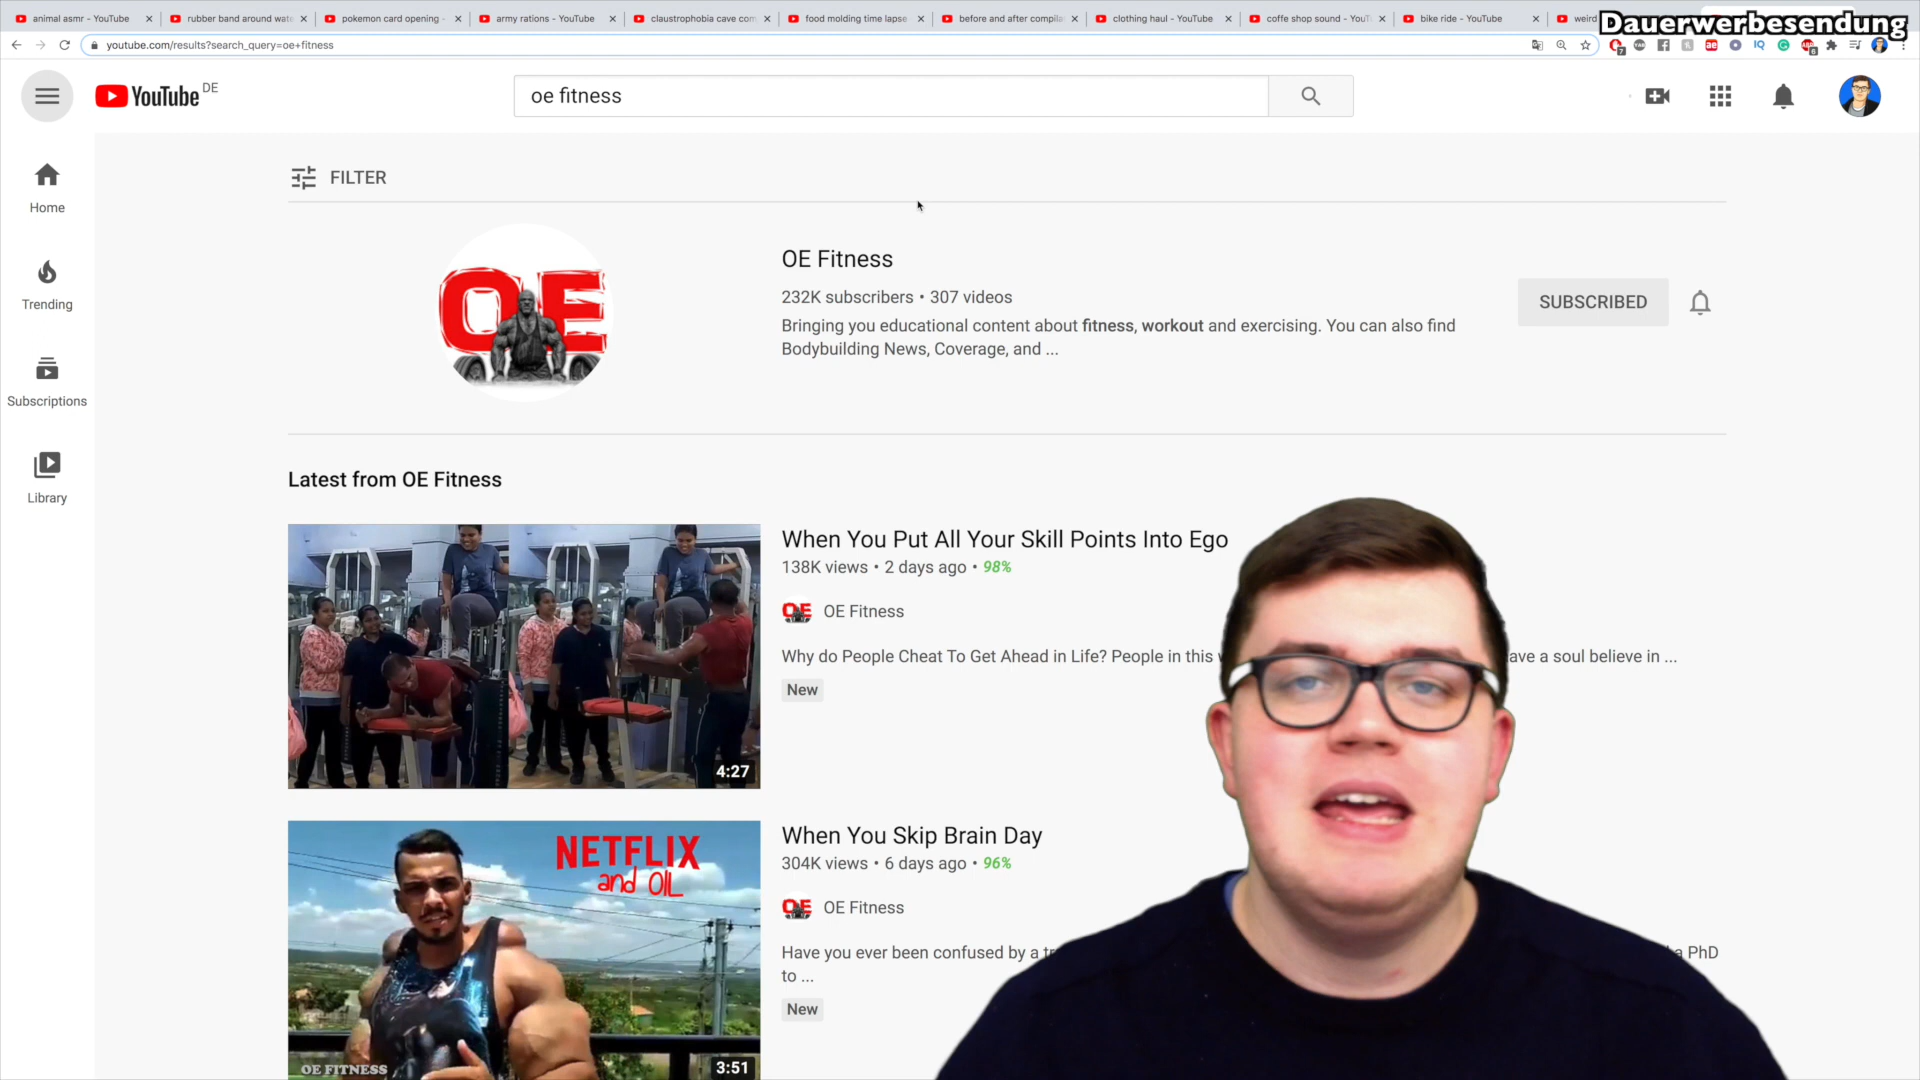 animal asmr - YouTube
rubber band around wate
pokemon card opening -
army rations - YouTube
claustrophobia cave com
food molding time lapse
before and after compila
clothing haul - YouTube
coffe shop sound - YouT
bike ride - YouTube
weird
Dauerwerbesendung
youtube.com/results?search_query=oe+fitness
YouTube DE
oe fitness
FILTER
Home
Trending
Subscriptions
Library
OE
OE Fitness
232K subscribers • 307 videos
Bringing you educational content about fitness, workout and exercising. You can also find
Bodybuilding News, Coverage, and ...
SUBSCRIBED
Latest from OE Fitness
4:27
When You Put All Your Skill Points Into Ego
138K views • 2 days ago • 98%
OE Fitness
Why do People Cheat To Get Ahead in Life? People in this ave a soul believe in ...
New
NETFLIX
and OIL
OE FITNESS
3:51
When You Skip Brain Day
304K views • 6 days ago • 96%
OE Fitness
Have you ever been confused by a PhD
to ...
New